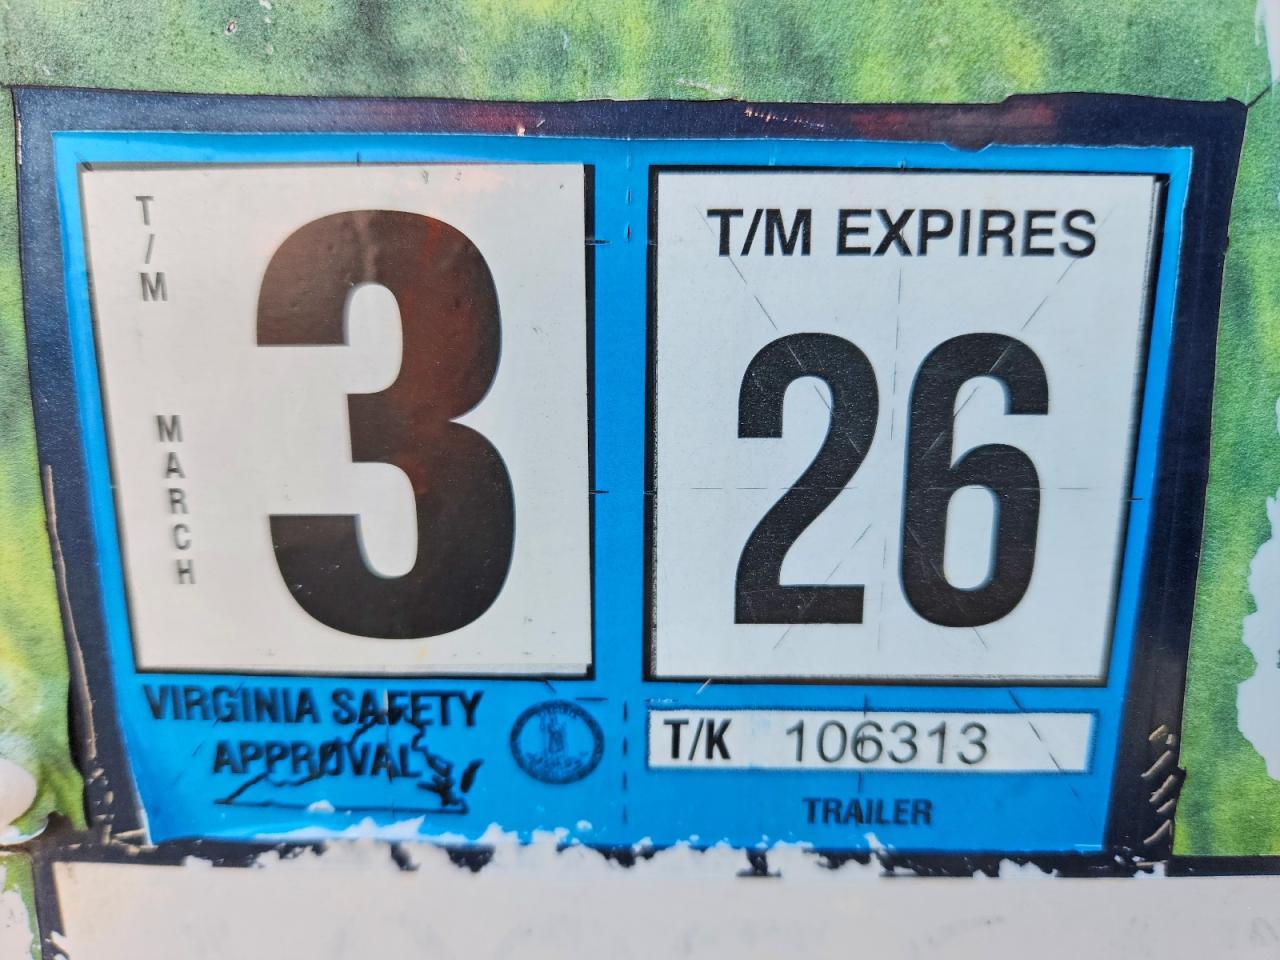 T/M MARCH
3
T/M EXPIRES
26
VIRGINIA SAFETY
APPROVAL
T/K 106313
TRAILER